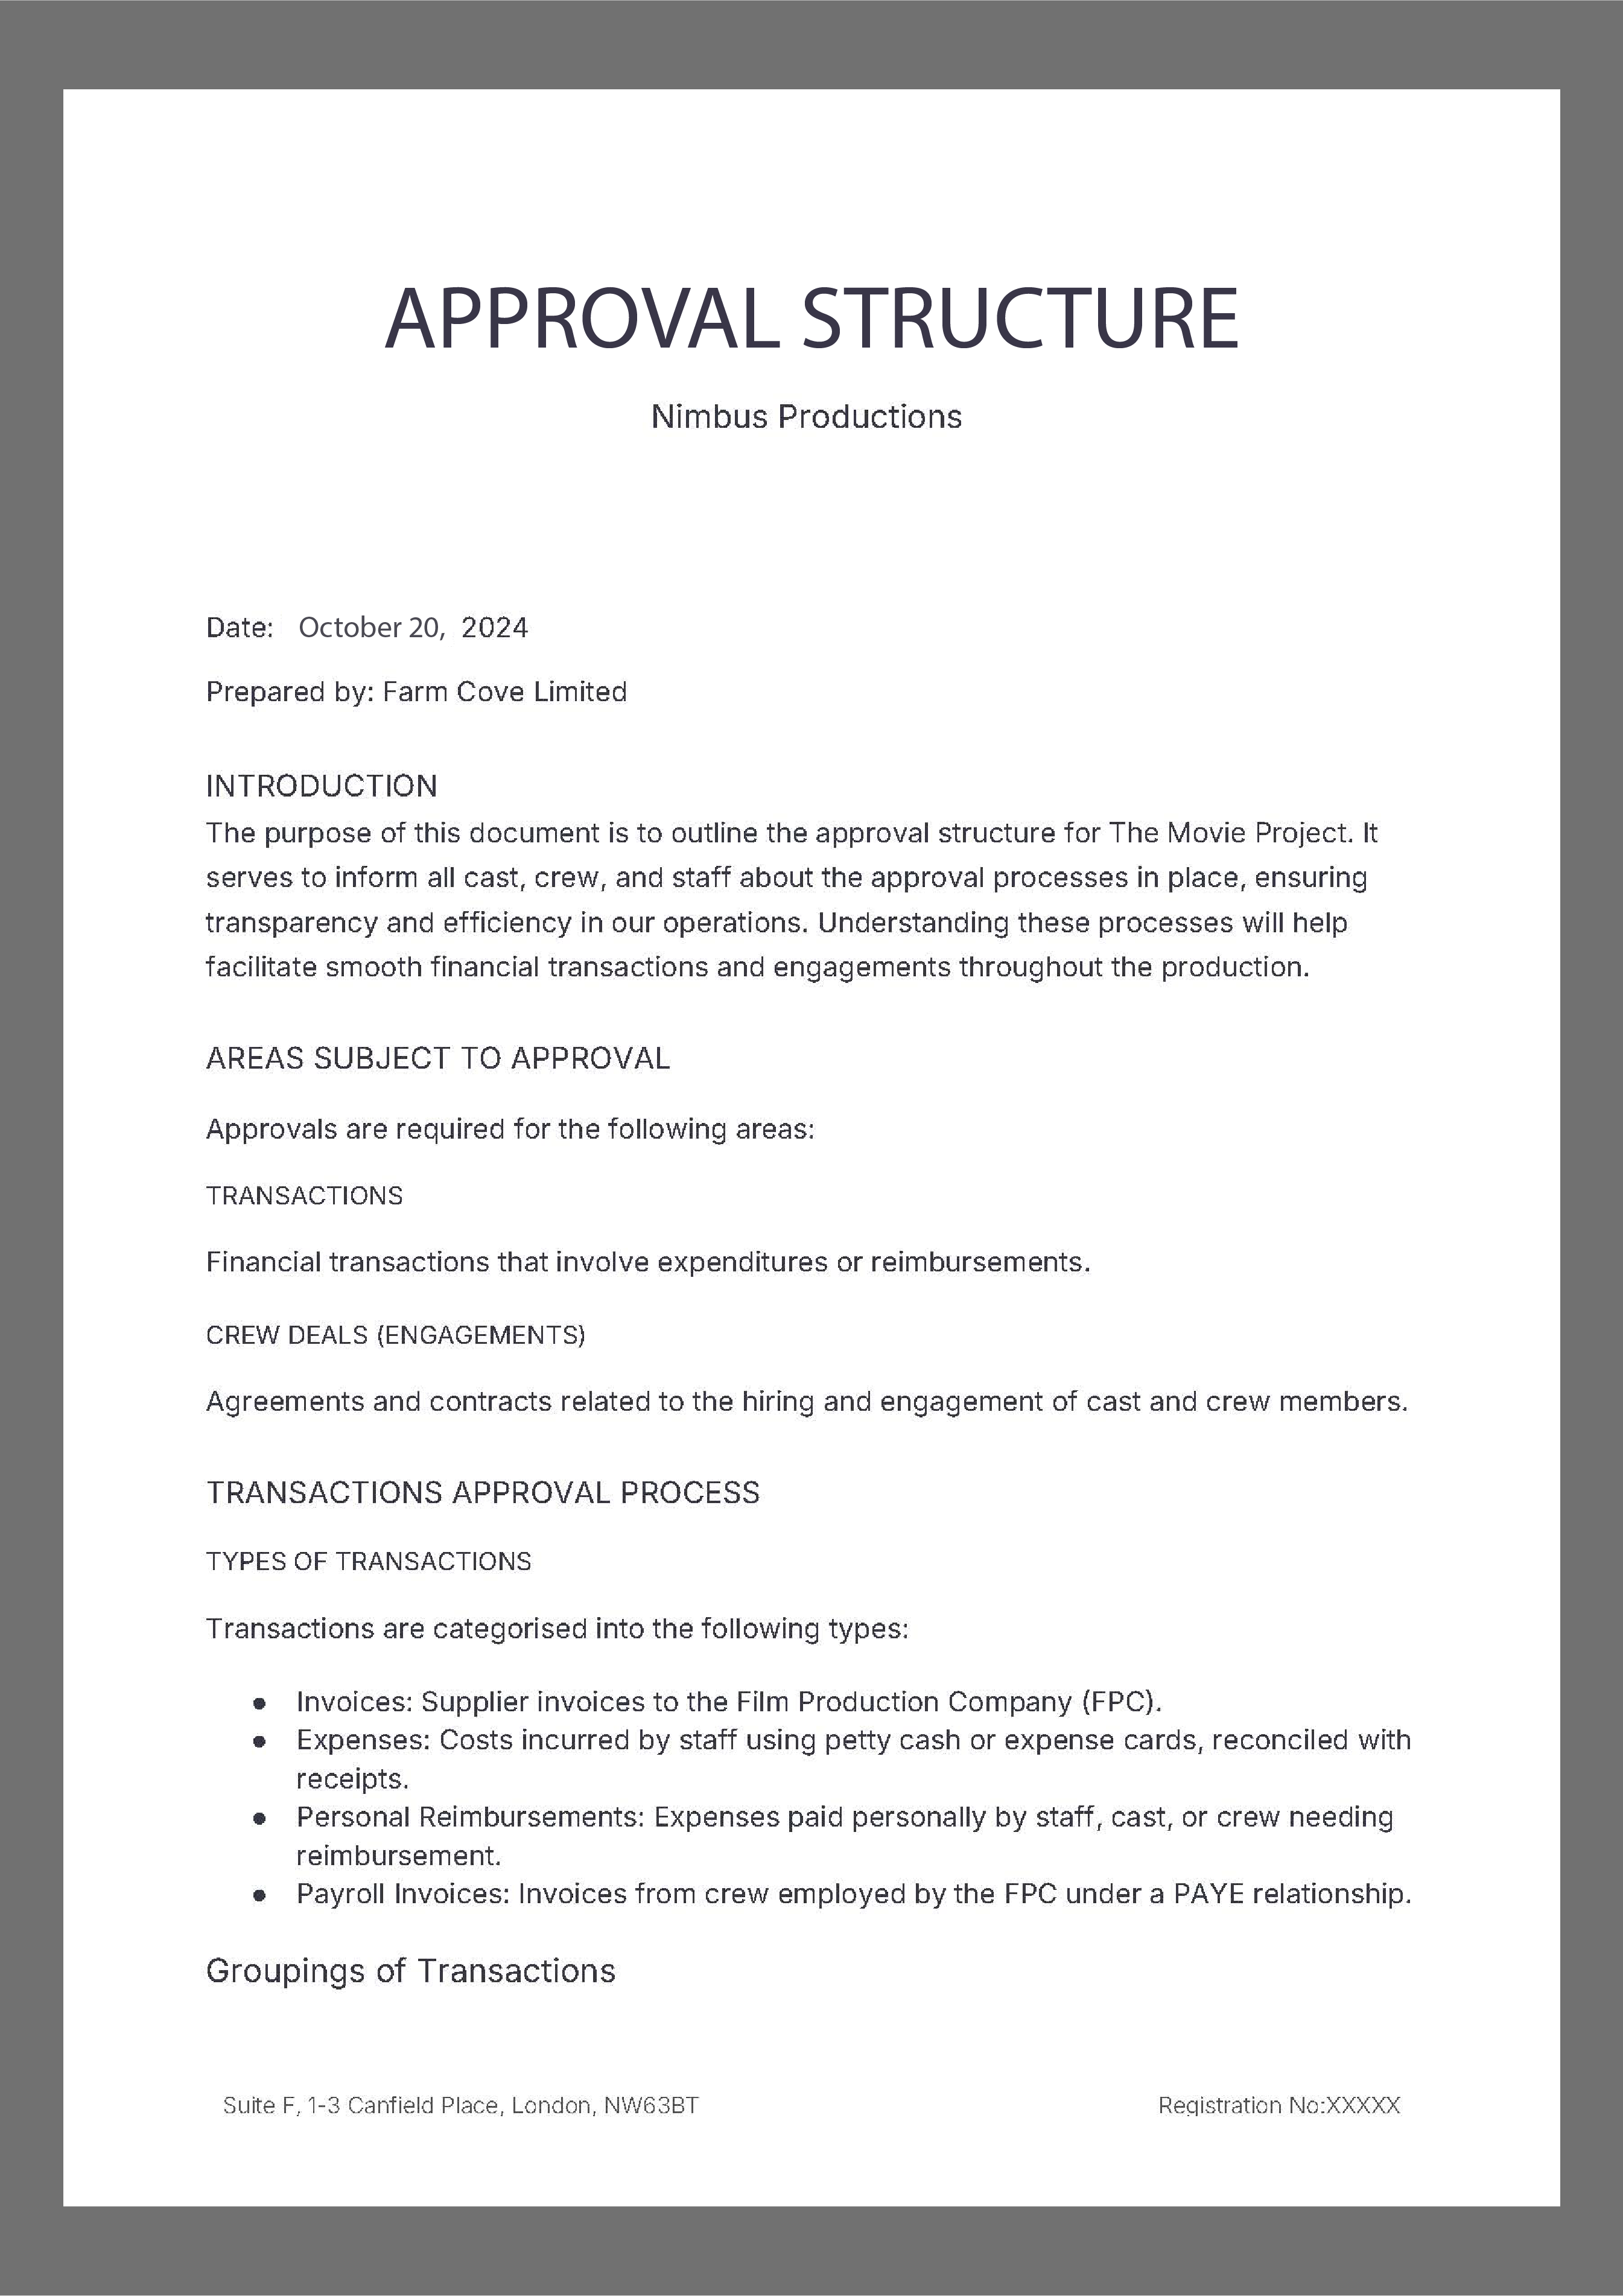 APPROVAL STRUCTURE
Nimbus Productions
Date: October 20, 2024
Prepared by: Farm Cove Limited
INTRODUCTION
The purpose of this document is to outline the approval structure for The Movie Project. It
serves to inform all cast, crew, and staff about the approval processes in place, ensuring
transparency and efficiency in our operations. Understanding these processes will help
facilitate smooth financial transactions and engagements throughout the production.
AREAS SUBJECT TO APPROVAL
Approvals are required for the following areas:
TRANSACTIONS
Financial transactions that involve expenditures or reimbursements.
CREW DEALS (ENGAGEMENTS)
Agreements and contracts related to the hiring and engagement of cast and crew members.
TRANSACTIONS APPROVAL PROCESS
TYPES OF TRANSACTIONS
Transactions are categorised into the following types:
● Invoices: Supplier invoices to the Film Production Company (FPC).
● Expenses: Costs incurred by staff using petty cash or expense cards, reconciled with
receipts.
● Personal Reimbursements: Expenses paid personally by staff, cast, or crew needing
reimbursement.
● Payroll Invoices: Invoices from crew employed by the FPC under a PAYE relationship.
Groupings of Transactions
Suite F, 1-3 Canfield Place, London, NW63BT
Registration No:XXXXX